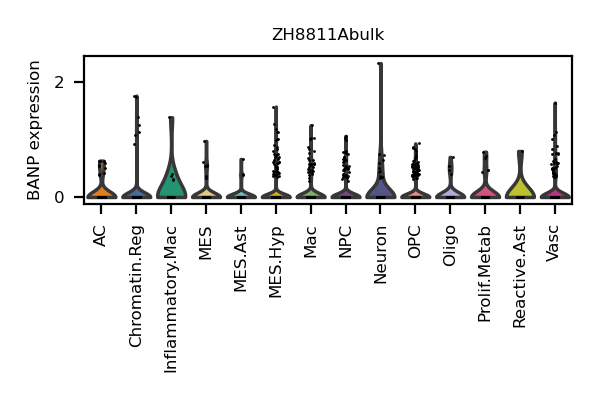 ZH8811Abulk
BANP expression
2
0
AC
Chromatin.Reg
Inflammatory.Mac
MES
MES.Ast
MES.Hyp
Mac
NPC
Neuron
OPC
Oligo
Prolif.Metab
Reactive.Ast
Vasc